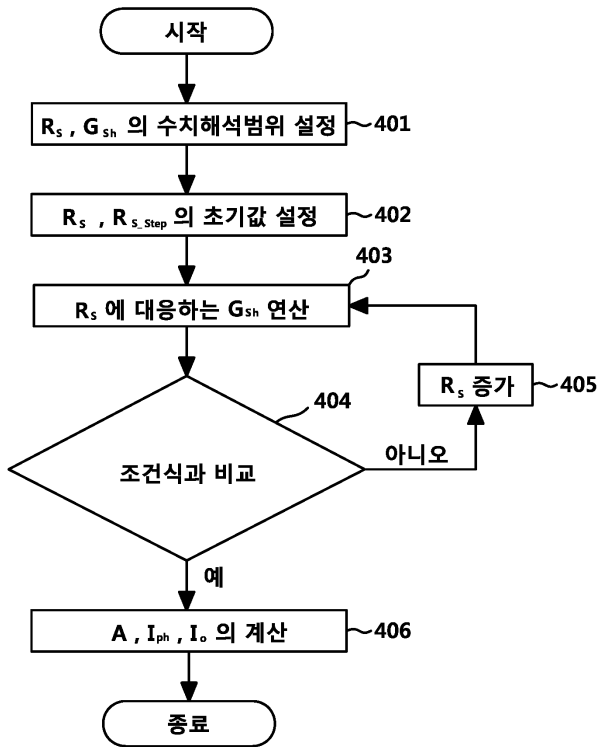 시작
Rs , GSh 의 수치해석범위 설정
401
Rs , RS_Step 의 초기값 설정
402
403
Rs 에 대응하는 GSh 연산
Rs 증가
405
404
조건식과 비교
아니오
예
A , Iph , Io 의 계산
406
종료